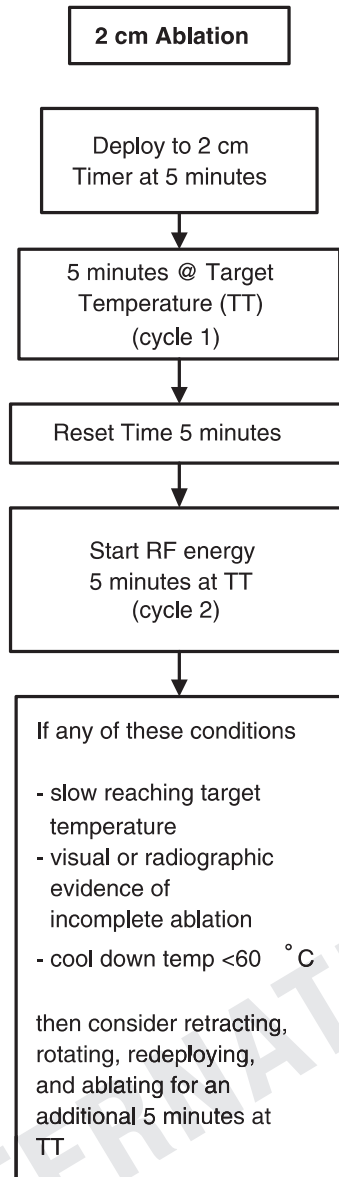 2 cm Ablation
Deploy to 2 cm
Timer at 5 minutes
5 minutes @ Target
Temperature (TT)
(cycle 1)
Reset Time 5 minutes
Start RF energy
5 minutes at TT
(cycle 2)
If any of these conditions
- slow reaching target
temperature
- visual or radiographic
evidence of
incomplete ablation
- cool down temp <60 °C
then consider retracting,
rotating, redeploying,
and ablating for an
additional 5 minutes at
TT